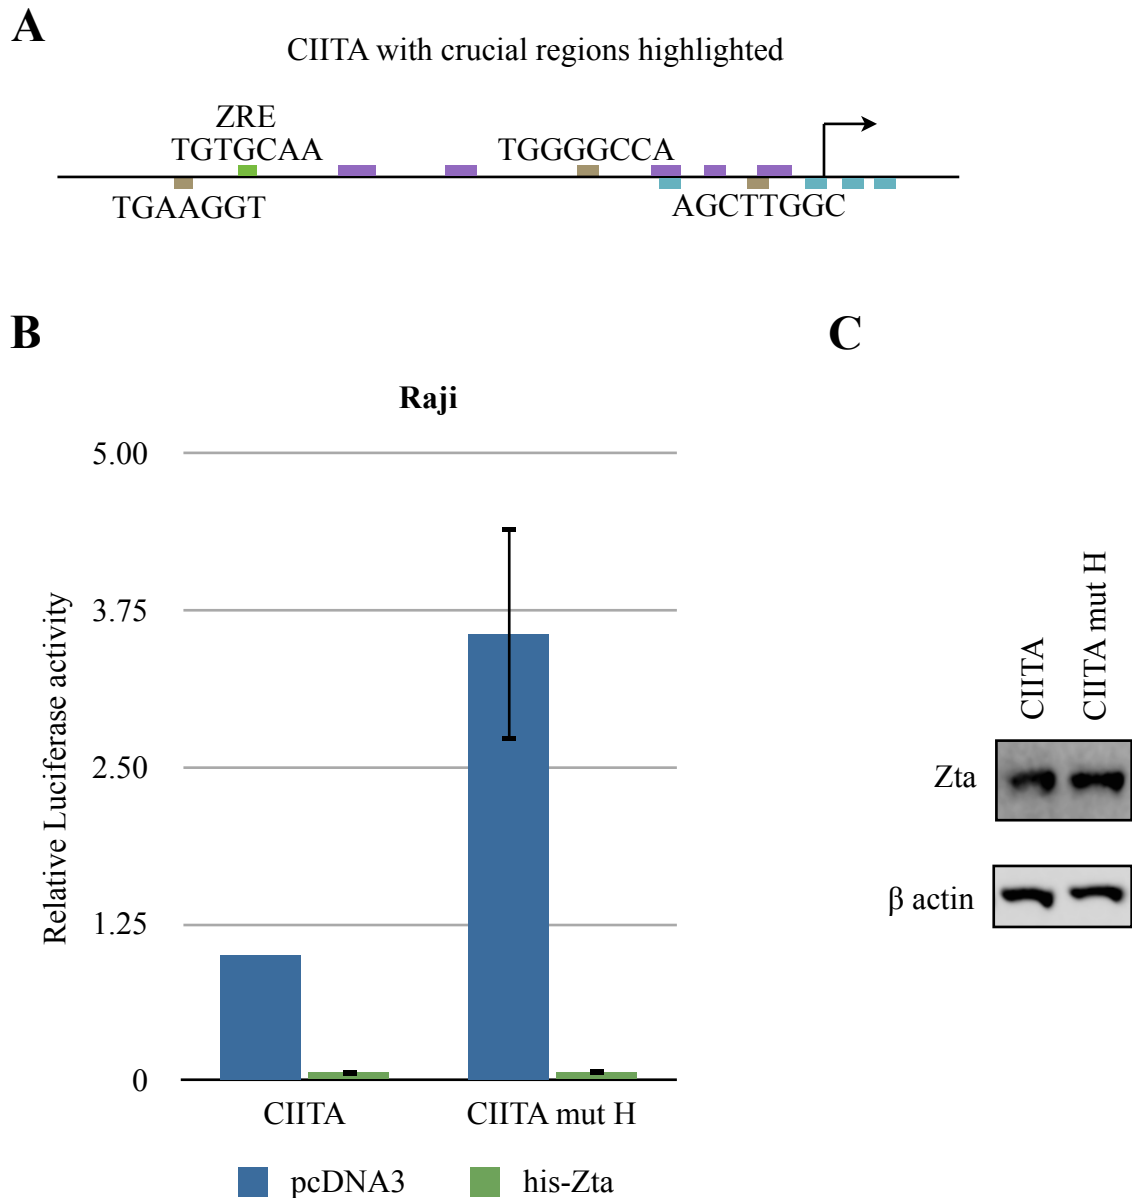 A
CIITA with crucial regions highlighted
ZRE
TGTGCAA
TGGGGCCA
TGAAGGT
AGCTTGGC
B
Raji
5.00
3.75
2.50
1.25
0
Relative Luciferase activity
CIITA
CIITA mut H
pcDNA3
his-Zta
C
CIITA
CIITA mut H
Zta
β actin